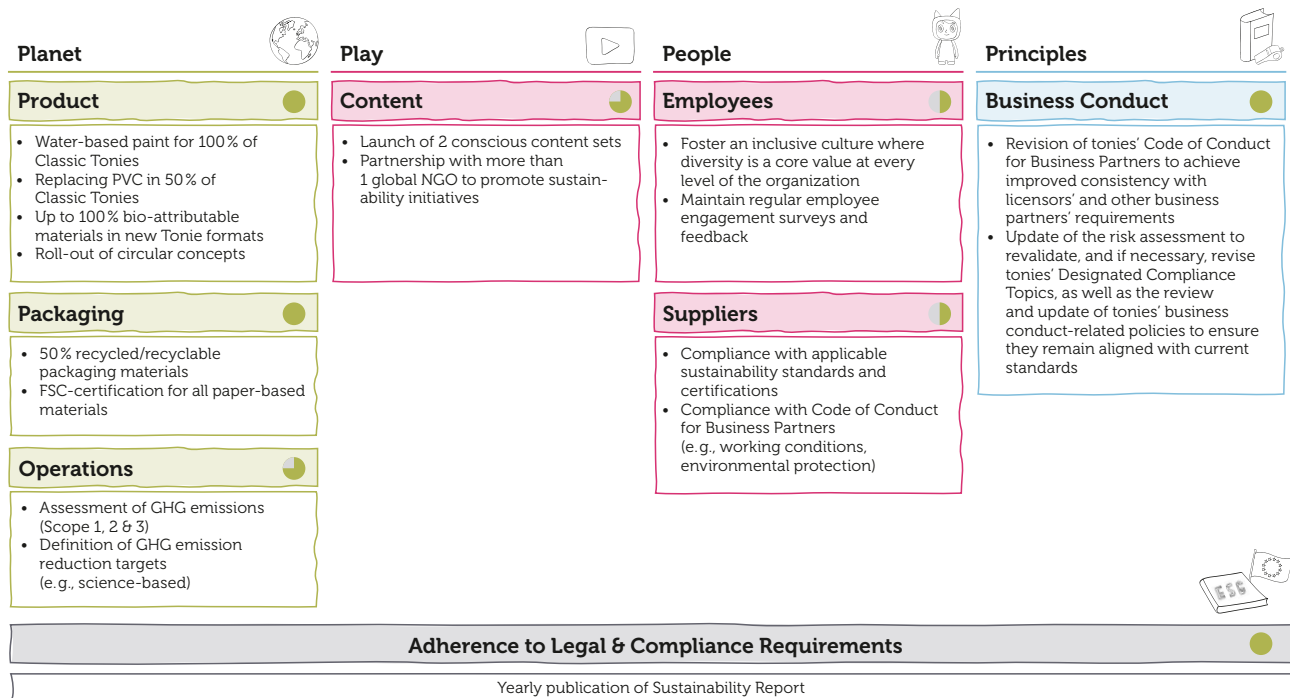 Planet
Product
• Water-based paint for 100 % of
Classic Tonies
• Replacing PVC in 50 % of
Classic Tonies
• Up to 100 % bio-attributable
materials in new Tonie formats
• Roll-out of circular concepts
Packaging
• 50 % recycled/recyclable
packaging materials
• FSC-certification for all paper-based
materials
Operations
• Assessment of GHG emissions
(Scope 1, 2 & 3)
• Definition of GHG emission
reduction targets
(e.g., science-based)
Play
Content
• Launch of 2 conscious content sets
• Partnership with more than
1 global NGO to promote sustain-
ability initiatives
People
Employees
• Foster an inclusive culture where
diversity is a core value at every
level of the organization
• Maintain regular employee
engagement surveys and
feedback
Suppliers
• Compliance with applicable
sustainability standards and
certifications
• Compliance with Code of Conduct
for Business Partners
(e.g., working conditions,
environmental protection)
Principles
Business Conduct
• Revision of tonies’ Code of Conduct
for Business Partners to achieve
improved consistency with
licensors’ and other business
partners’ requirements
• Update of the risk assessment to
revalidate, and if necessary, revise
tonies’ Designated Compliance
Topics, as well as the review
and update of tonies’ business
conduct-related policies to ensure
they remain aligned with current
standards
ESG
Adherence to Legal & Compliance Requirements
Yearly publication of Sustainability Report